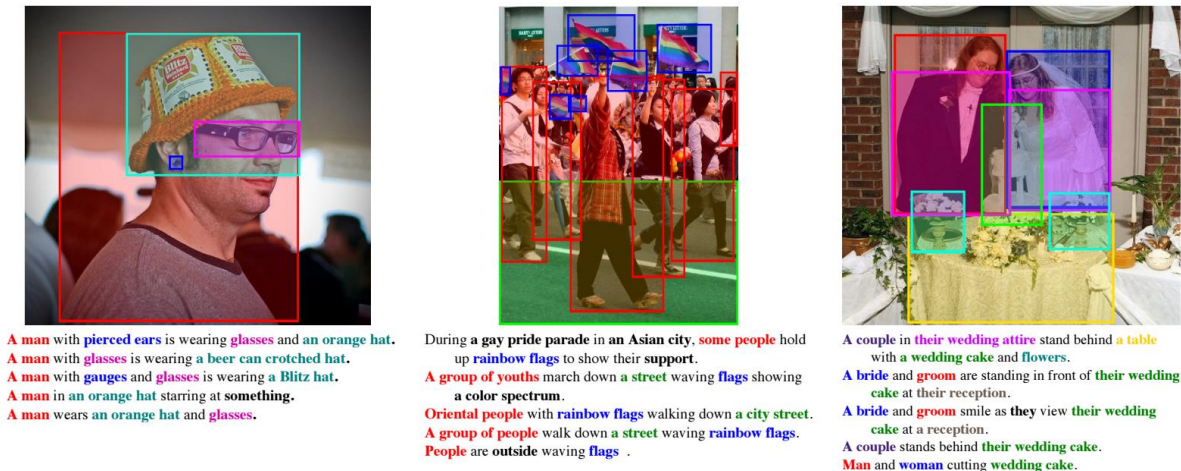 Blitz
Blitz
A man with pierced ears is wearing glasses and an orange hat.
A man with glasses is wearing a beer can crotched hat.
A man with gauges and glasses is wearing a Blitz hat.
A man in an orange hat starring at something.
A man wears an orange hat and glasses.
During a gay pride parade in an Asian city, some people hold
up rainbow flags to show their support.
A group of youths march down a street waving flags showing
a color spectrum.
Oriental people with rainbow flags walking down a city street.
A group of people walk down a street waving rainbow flags.
People are outside waving flags .
A couple in their wedding attire stand behind a table
with a wedding cake and flowers.
A bride and groom are standing in front of their wedding
cake at their reception.
A bride and groom smile as they view their wedding
cake at a reception.
A couple stands behind their wedding cake.
Man and woman cutting wedding cake.